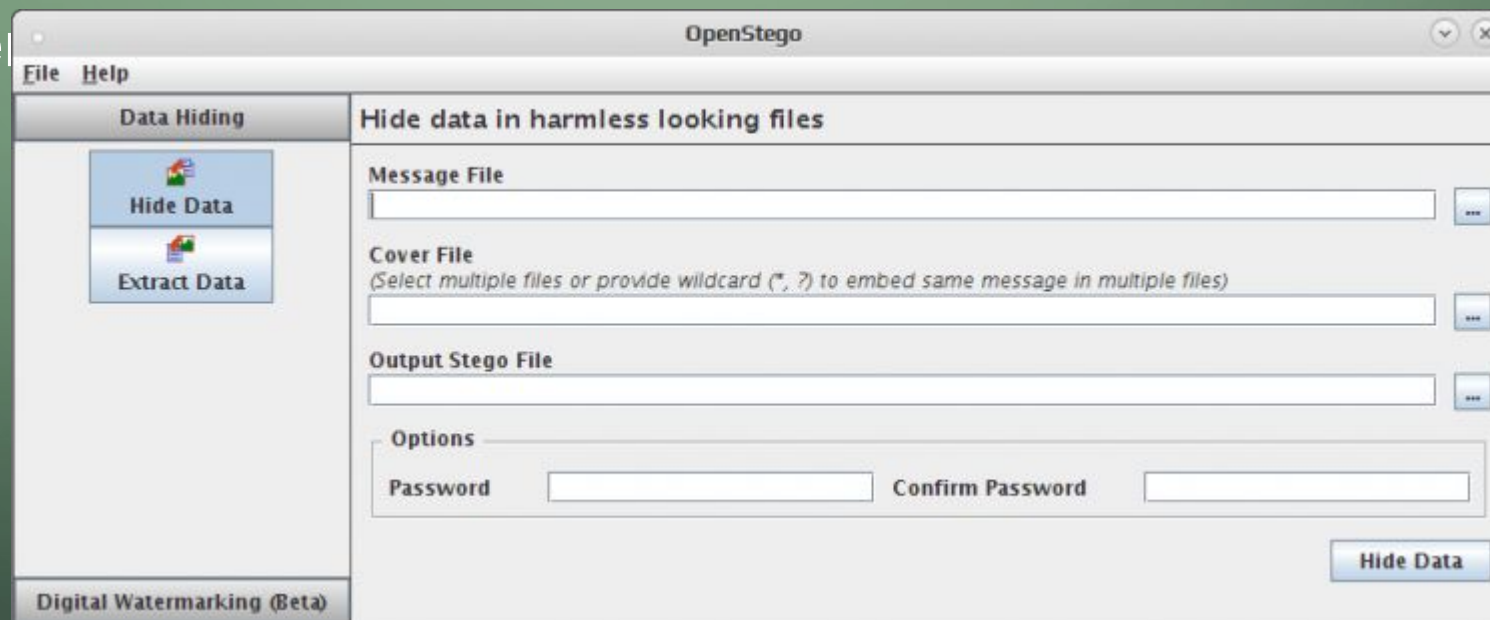 OpenStego
File Help
Data Hiding
Hide Data
Extract Data
Digital Watermarking (Beta)
Hide data in harmless looking files
Message File
...
Cover File
(Select multiple files or provide wildcard (*, ?) to embed same message in multiple files)
...
Output Stego File
...
Options
Password
Confirm Password
Hide Data